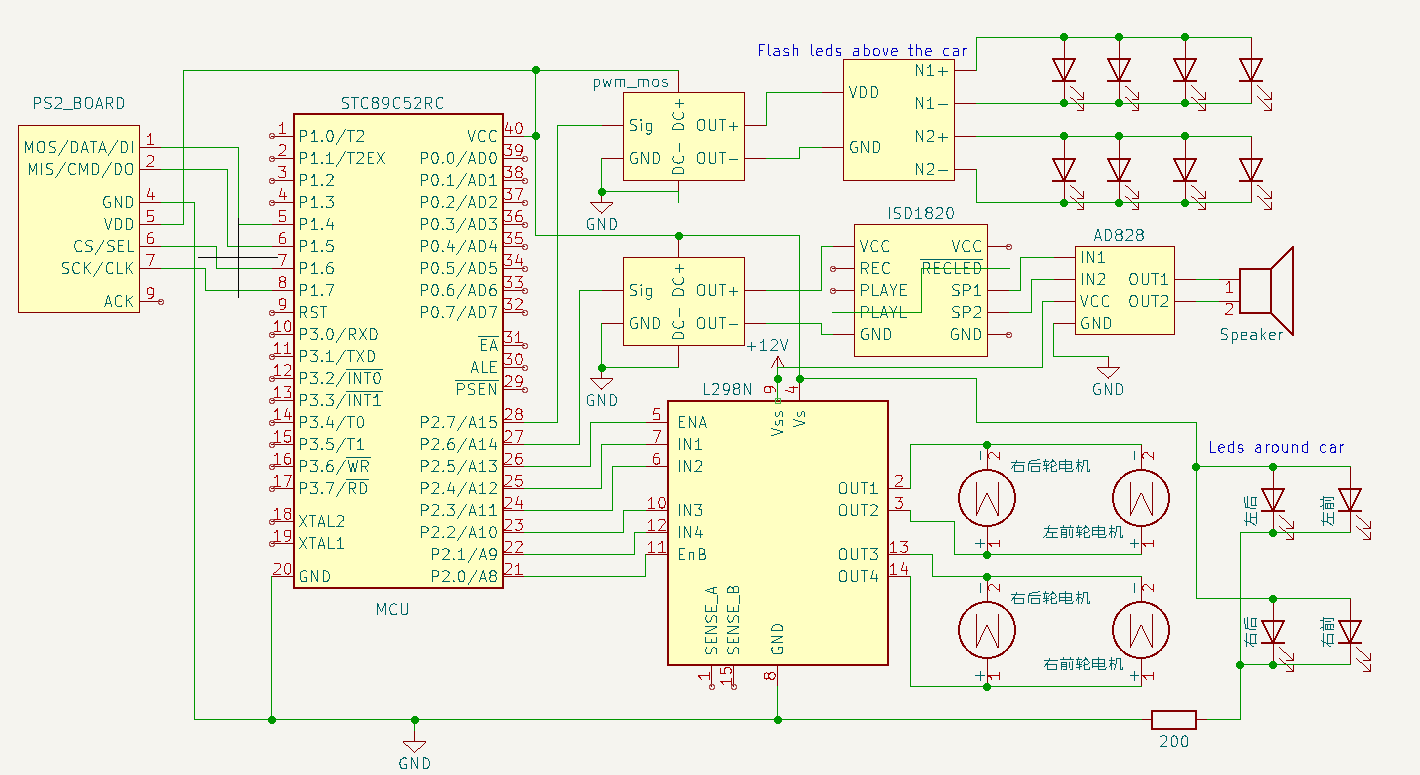 Flash leds above the car
PS2_BOARD
1 MOS/DATA/DI
2 MIS/CMD/DO
4 GND
5 VDD
6 CS/SEL
7 SCK/CLK
9 ACK
STC89C52RC
1 P1.0/T2
2 P1.1/T2EX
3 P1.2
4 P1.3
5 P1.4
6 P1.5
7 P1.6
8 P1.7
9 RST
10 P3.0/RXD
11 P3.1/TXD
12 P3.2/INT0
13 P3.3/INT1
14 P3.4/T0
15 P3.5/T1
16 P3.6/WR
17 P3.7/RD
18 XTAL2
19 XTAL1
20 GND
VCC 40
P0.0/AD0 39
P0.1/AD1 38
P0.2/AD2 37
P0.3/AD3 36
P0.4/AD4 35
P0.5/AD5 34
P0.6/AD6 33
P0.7/AD7 32
EA 31
ALE 30
PSEN 29
P2.7/A15 28
P2.6/A14 27
P2.5/A13 26
P2.4/A12 25
P2.3/A11 24
P2.2/A10 23
P2.1/A9 22
P2.0/A8 21
MCU
pwm_mos
Sig
GND
DC+
DC-
OUT+
OUT-
GND
VDD
GND
N1+
N1-
N2+
N2-
Sig
GND
DC+
DC-
OUT+
OUT-
GND
ISD1820
VCC
REC
PLAYE
PLAYL
GND
VCC
RECLED
SP1
SP2
GND
AD828
IN1
IN2
VCC
GND
OUT1
OUT2
GND
1
2
Speaker
+12V
L298N
9 Vss
4 Vs
5 ENA
7 IN1
6 IN2
10 IN3
12 IN4
11 EnB
OUT1 2
OUT2 3
OUT3 13
OUT4 14
SENSE_A 1
SENSE_B 15
GND 8
- 2
右后轮电机
+ 1
- 2
左前轮电机
+ 1
- 2
右后轮电机
+ 1
- 2
右前轮电机
+ 1
Leds around car
左后
左前
右后
右前
200
GND